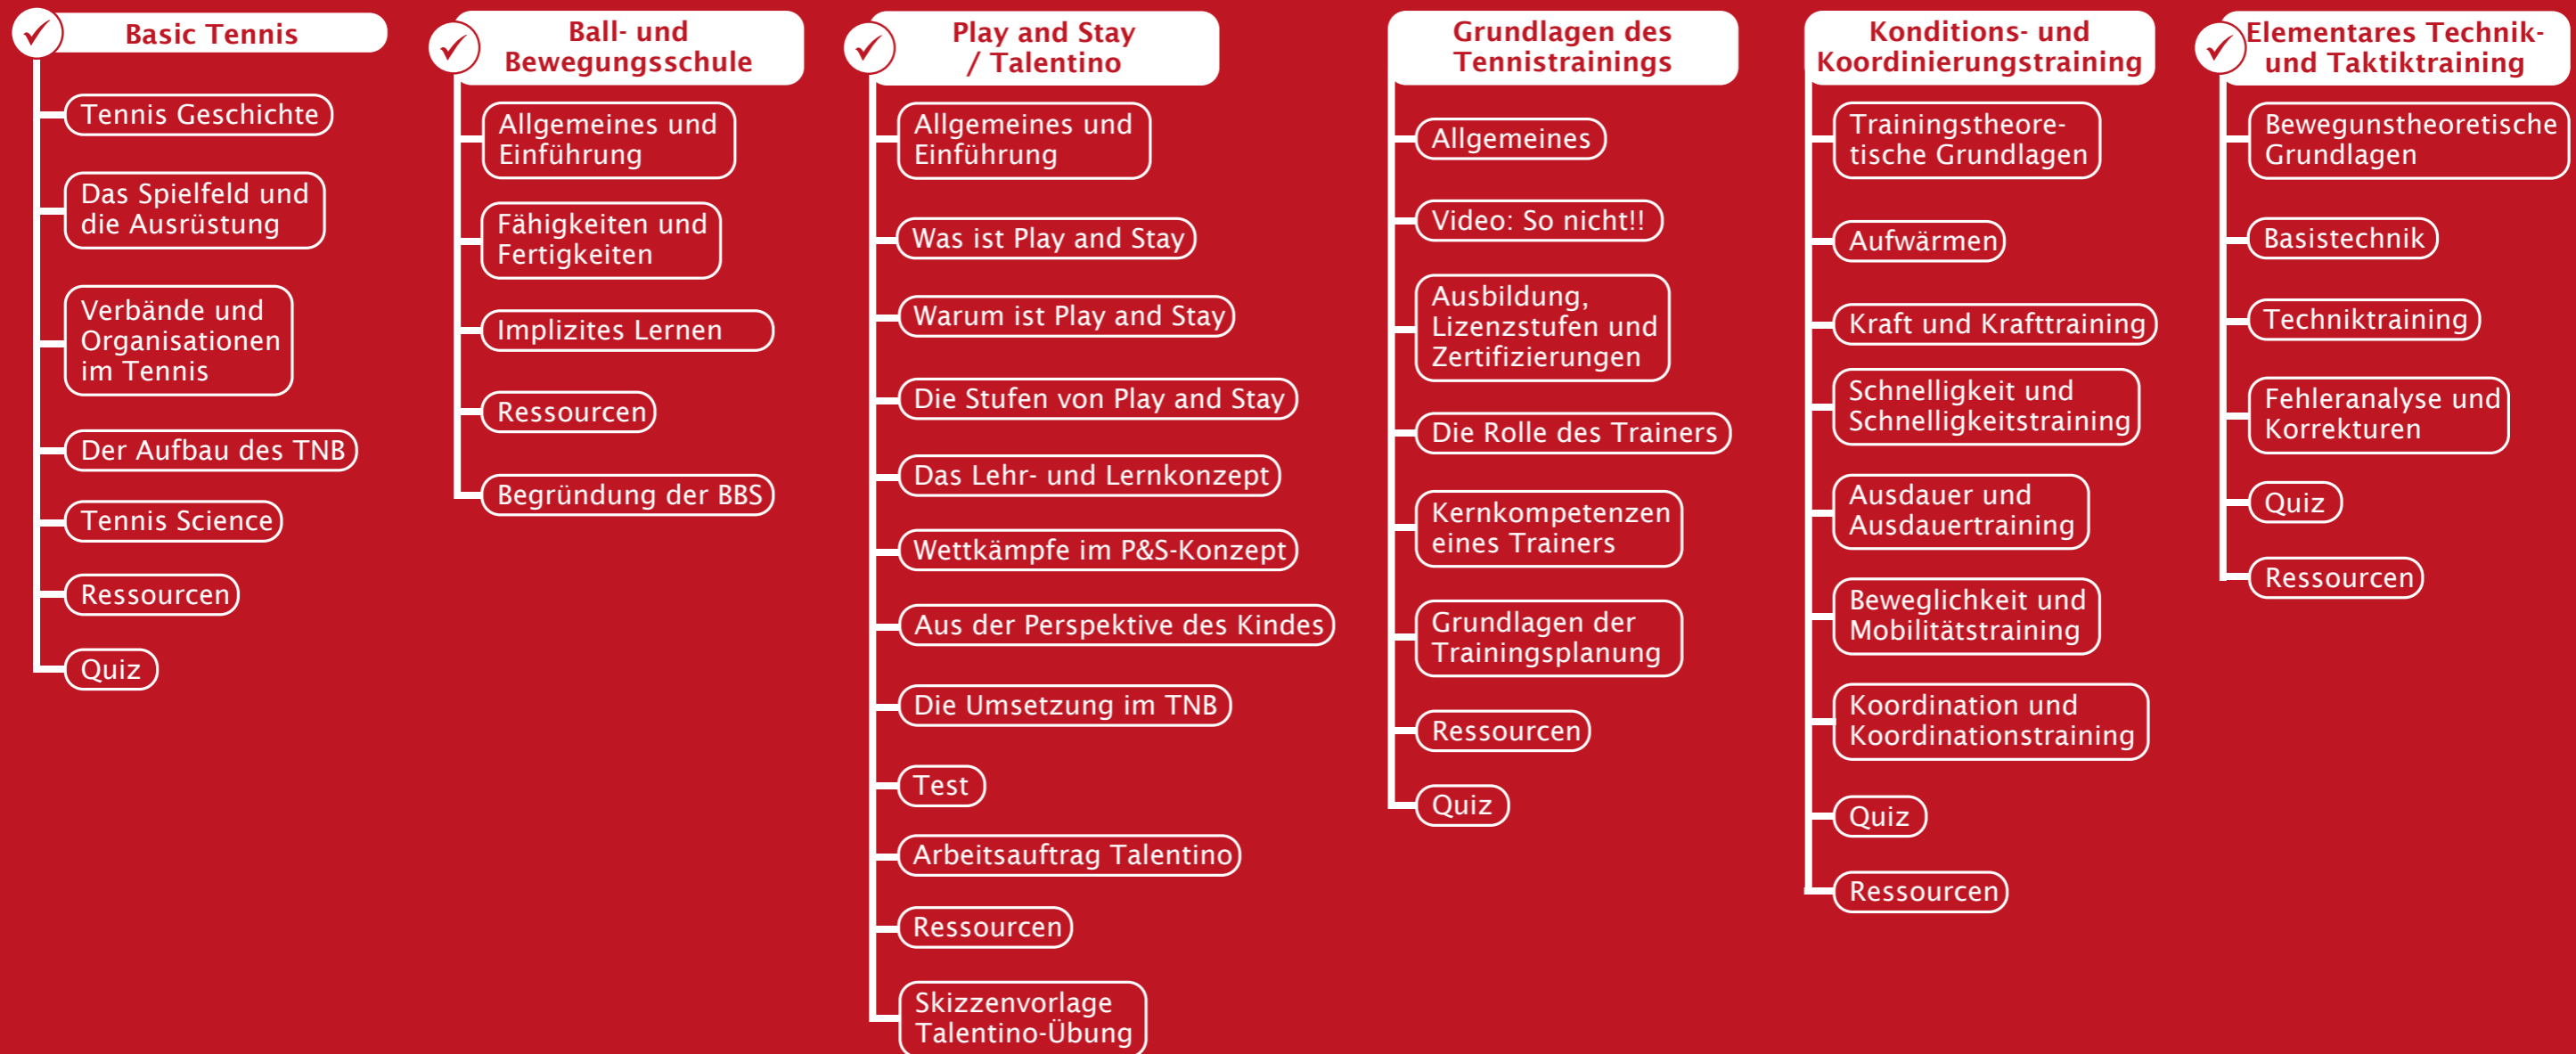 Basic Tennis
Tennis Geschichte
Das Spielfeld und
die Ausrüstung
Verbände und
Organisationen
im Tennis
Der Aufbau des TNB
Tennis Science
Ressourcen
Quiz
Ball- und
Bewegungsschule
Allgemeines und
Einführung
Fähigkeiten und
Fertigkeiten
Implizites Lernen
Ressourcen
Begründung der BBS
Play and Stay
/ Talentino
Allgemeines und
Einführung
Was ist Play and Stay
Warum ist Play and Stay
Die Stufen von Play and Stay
Das Lehr- und Lernkonzept
Wettkämpfe im P&S-Konzept
Aus der Perspektive des Kindes
Die Umsetzung im TNB
Test
Arbeitsauftrag Talentino
Ressourcen
Skizzenvorlage
Talentino-Übung
Grundlagen des
Tennistrainings
Allgemeines
Video: So nicht!!
Ausbildung,
Lizenzstufen und
Zertifizierungen
Die Rolle des Trainers
Kernkompetenzen
eines Trainers
Grundlagen der
Trainingsplanung
Ressourcen
Quiz
Konditions- und
Koordinierungstraining
Trainingstheore-
tische Grundlagen
Aufwärmen
Kraft und Krafttraining
Schnelligkeit und
Schnelligkeitstraining
Ausdauer und
Ausdauertraining
Beweglichkeit und
Mobilitätstraining
Koordination und
Koordinationstraining
Quiz
Ressourcen
Elementares Technik-
und Taktiktraining
Bewegunstheoretische
Grundlagen
Basistechnik
Techniktraining
Fehleranalyse und
Korrekturen
Quiz
Ressourcen